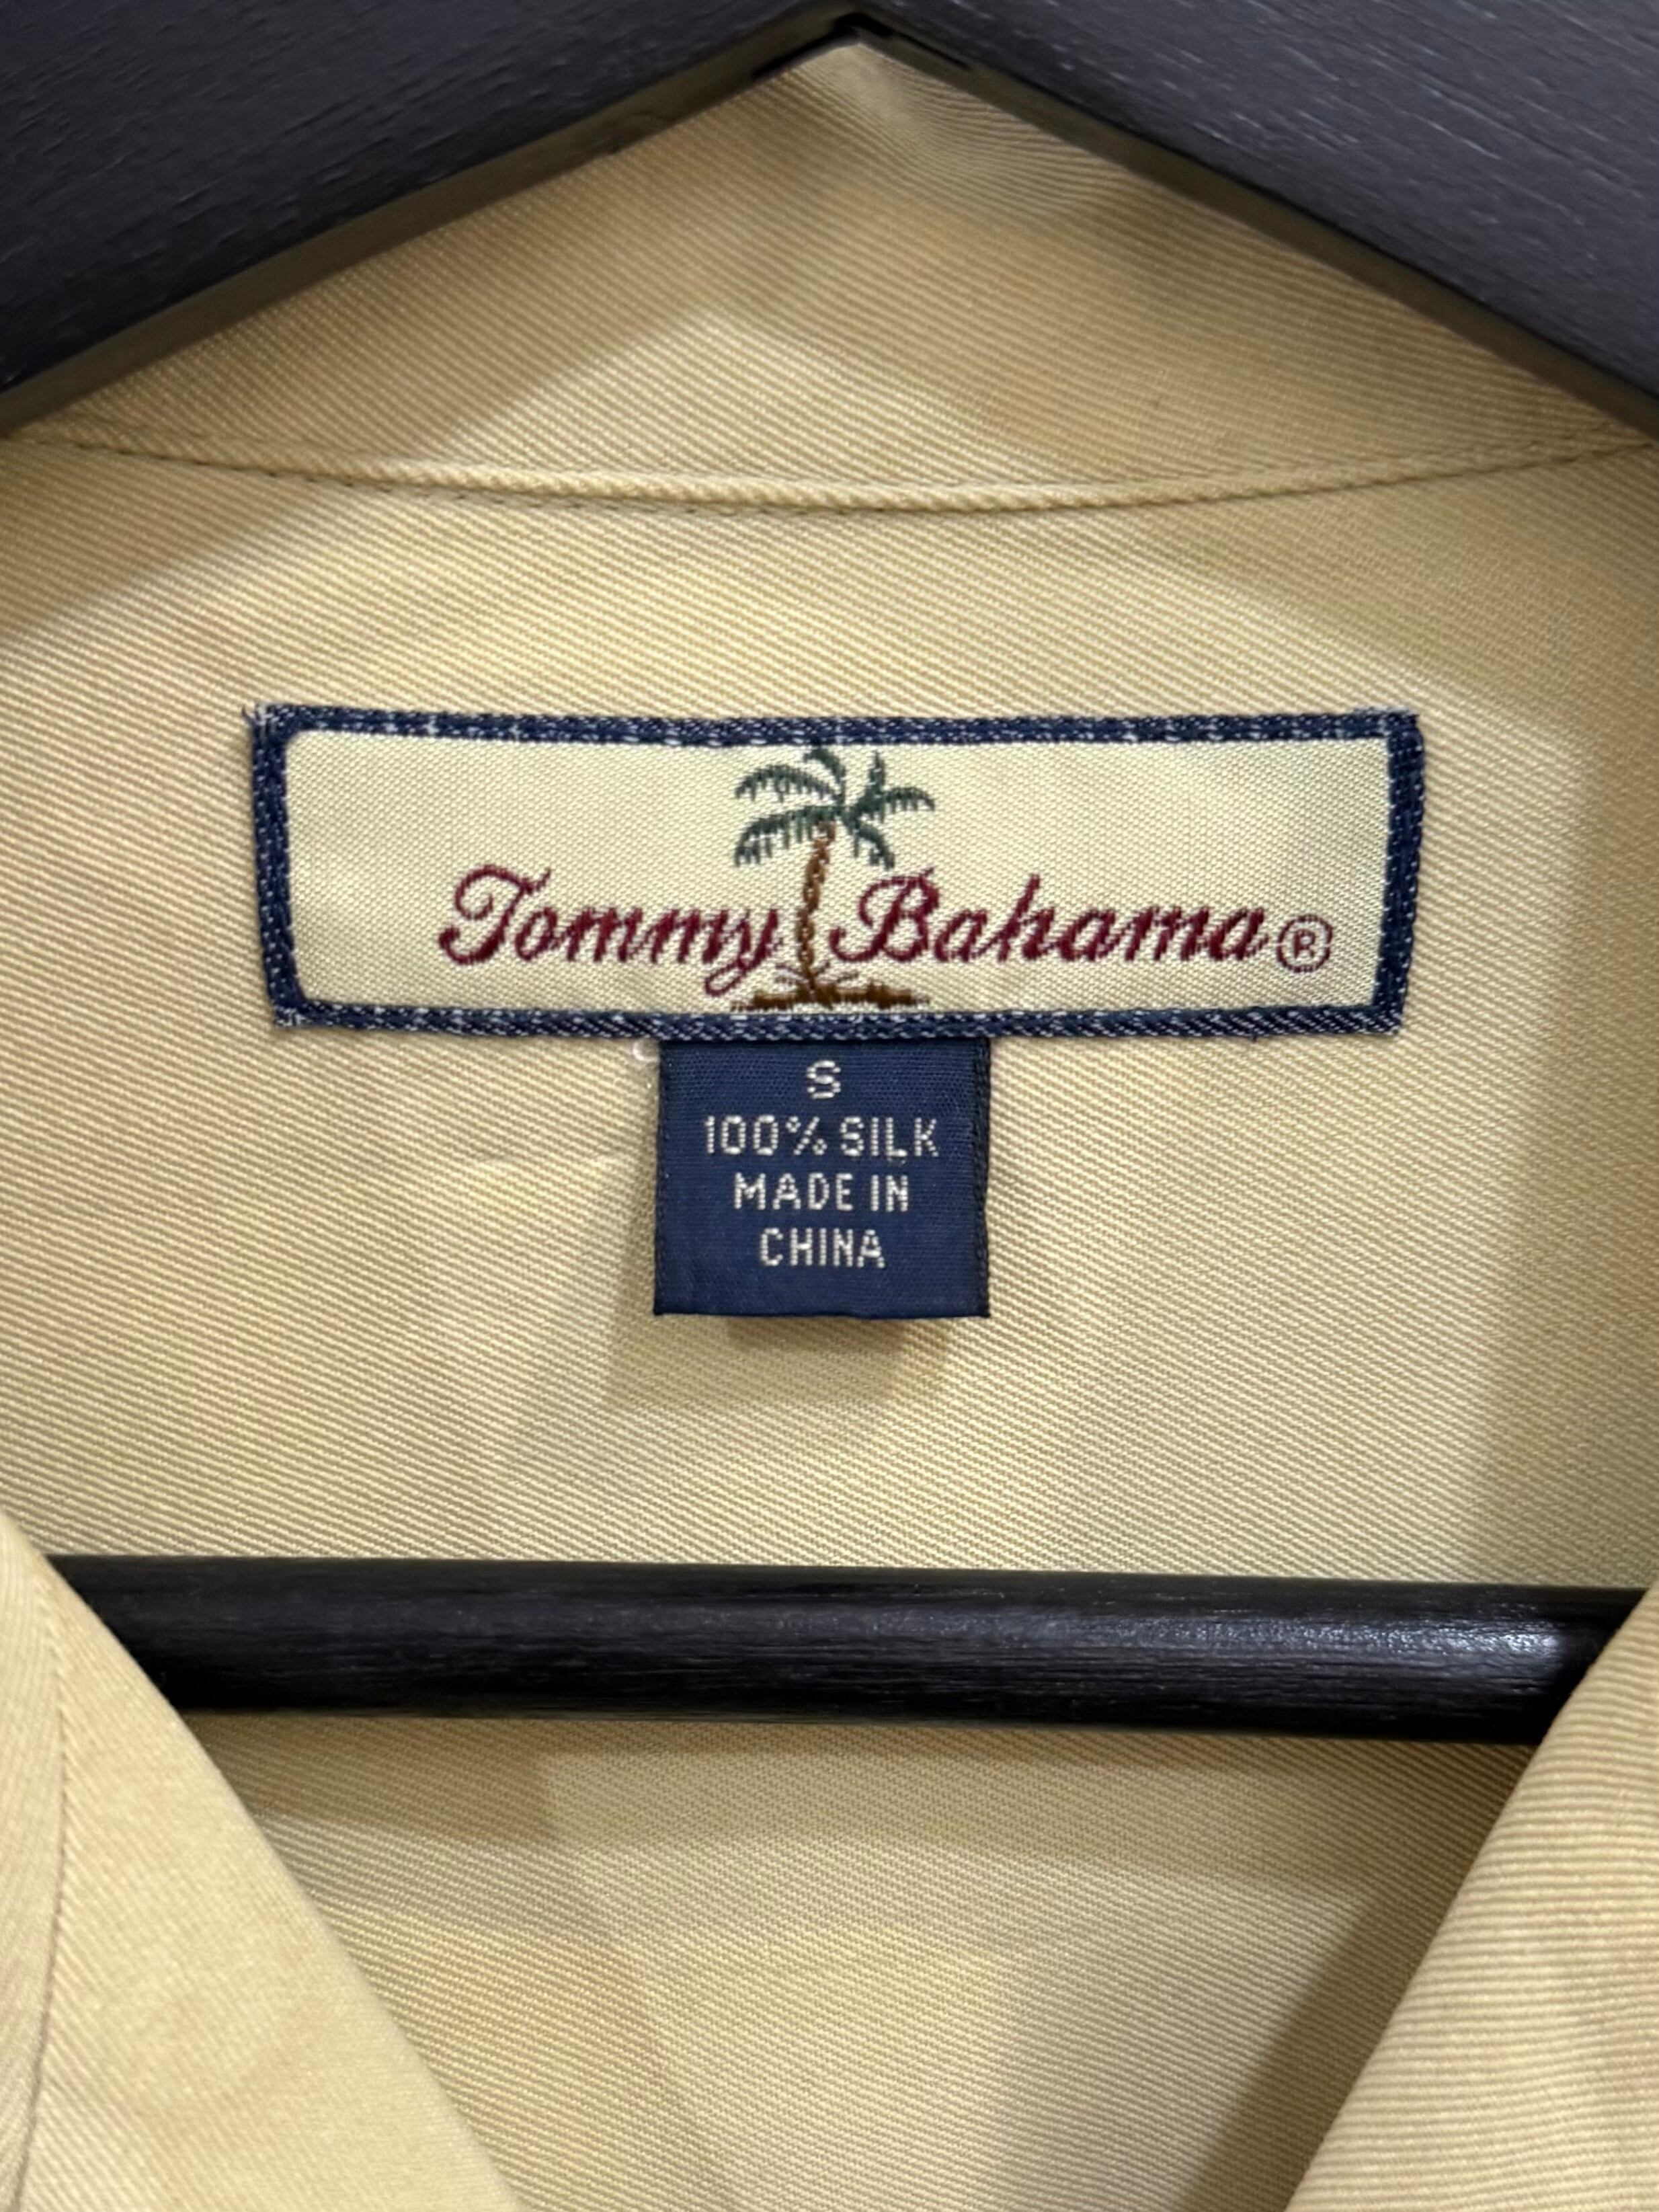 Tommy Bahama®
S
100% SILK
MADE IN
CHINA